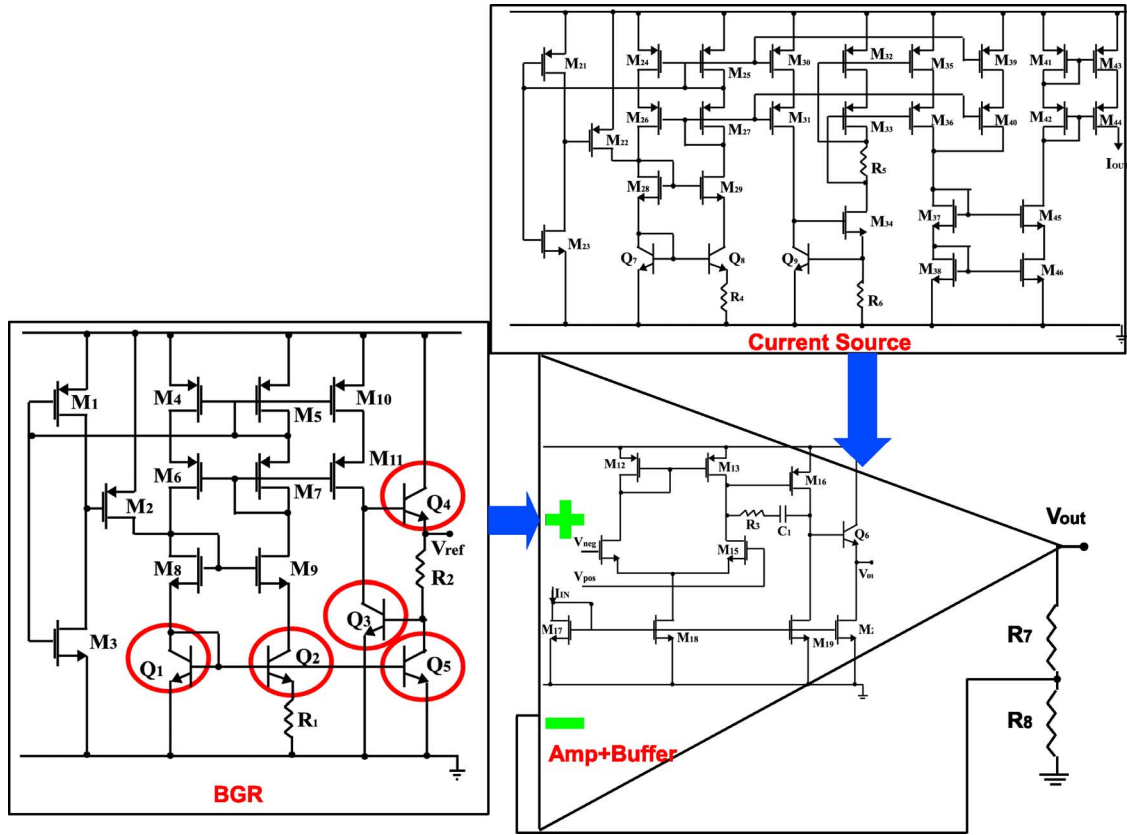 M21
M22
M23
M24
M25
M26
M27
M28
M29
M30
M31
M32
M33
M34
M35
M36
M37
M38
M39
M40
M41
M42
M43
M44
M45
M46
Q7
Q8
Q9
R4
R5
R6
Current Source
M1
M2
M3
M4
M5
M6
M7
M8
M9
M10
M11
Q1
Q2
Q3
Q4
Q5
Vref
R1
R2
BGR
M12
M13
M15
M16
M17
M18
M19
R3
C1
Q6
Vneg
Vpos
IIN
+
−
Amp+Buffer
Vout
R7
R8